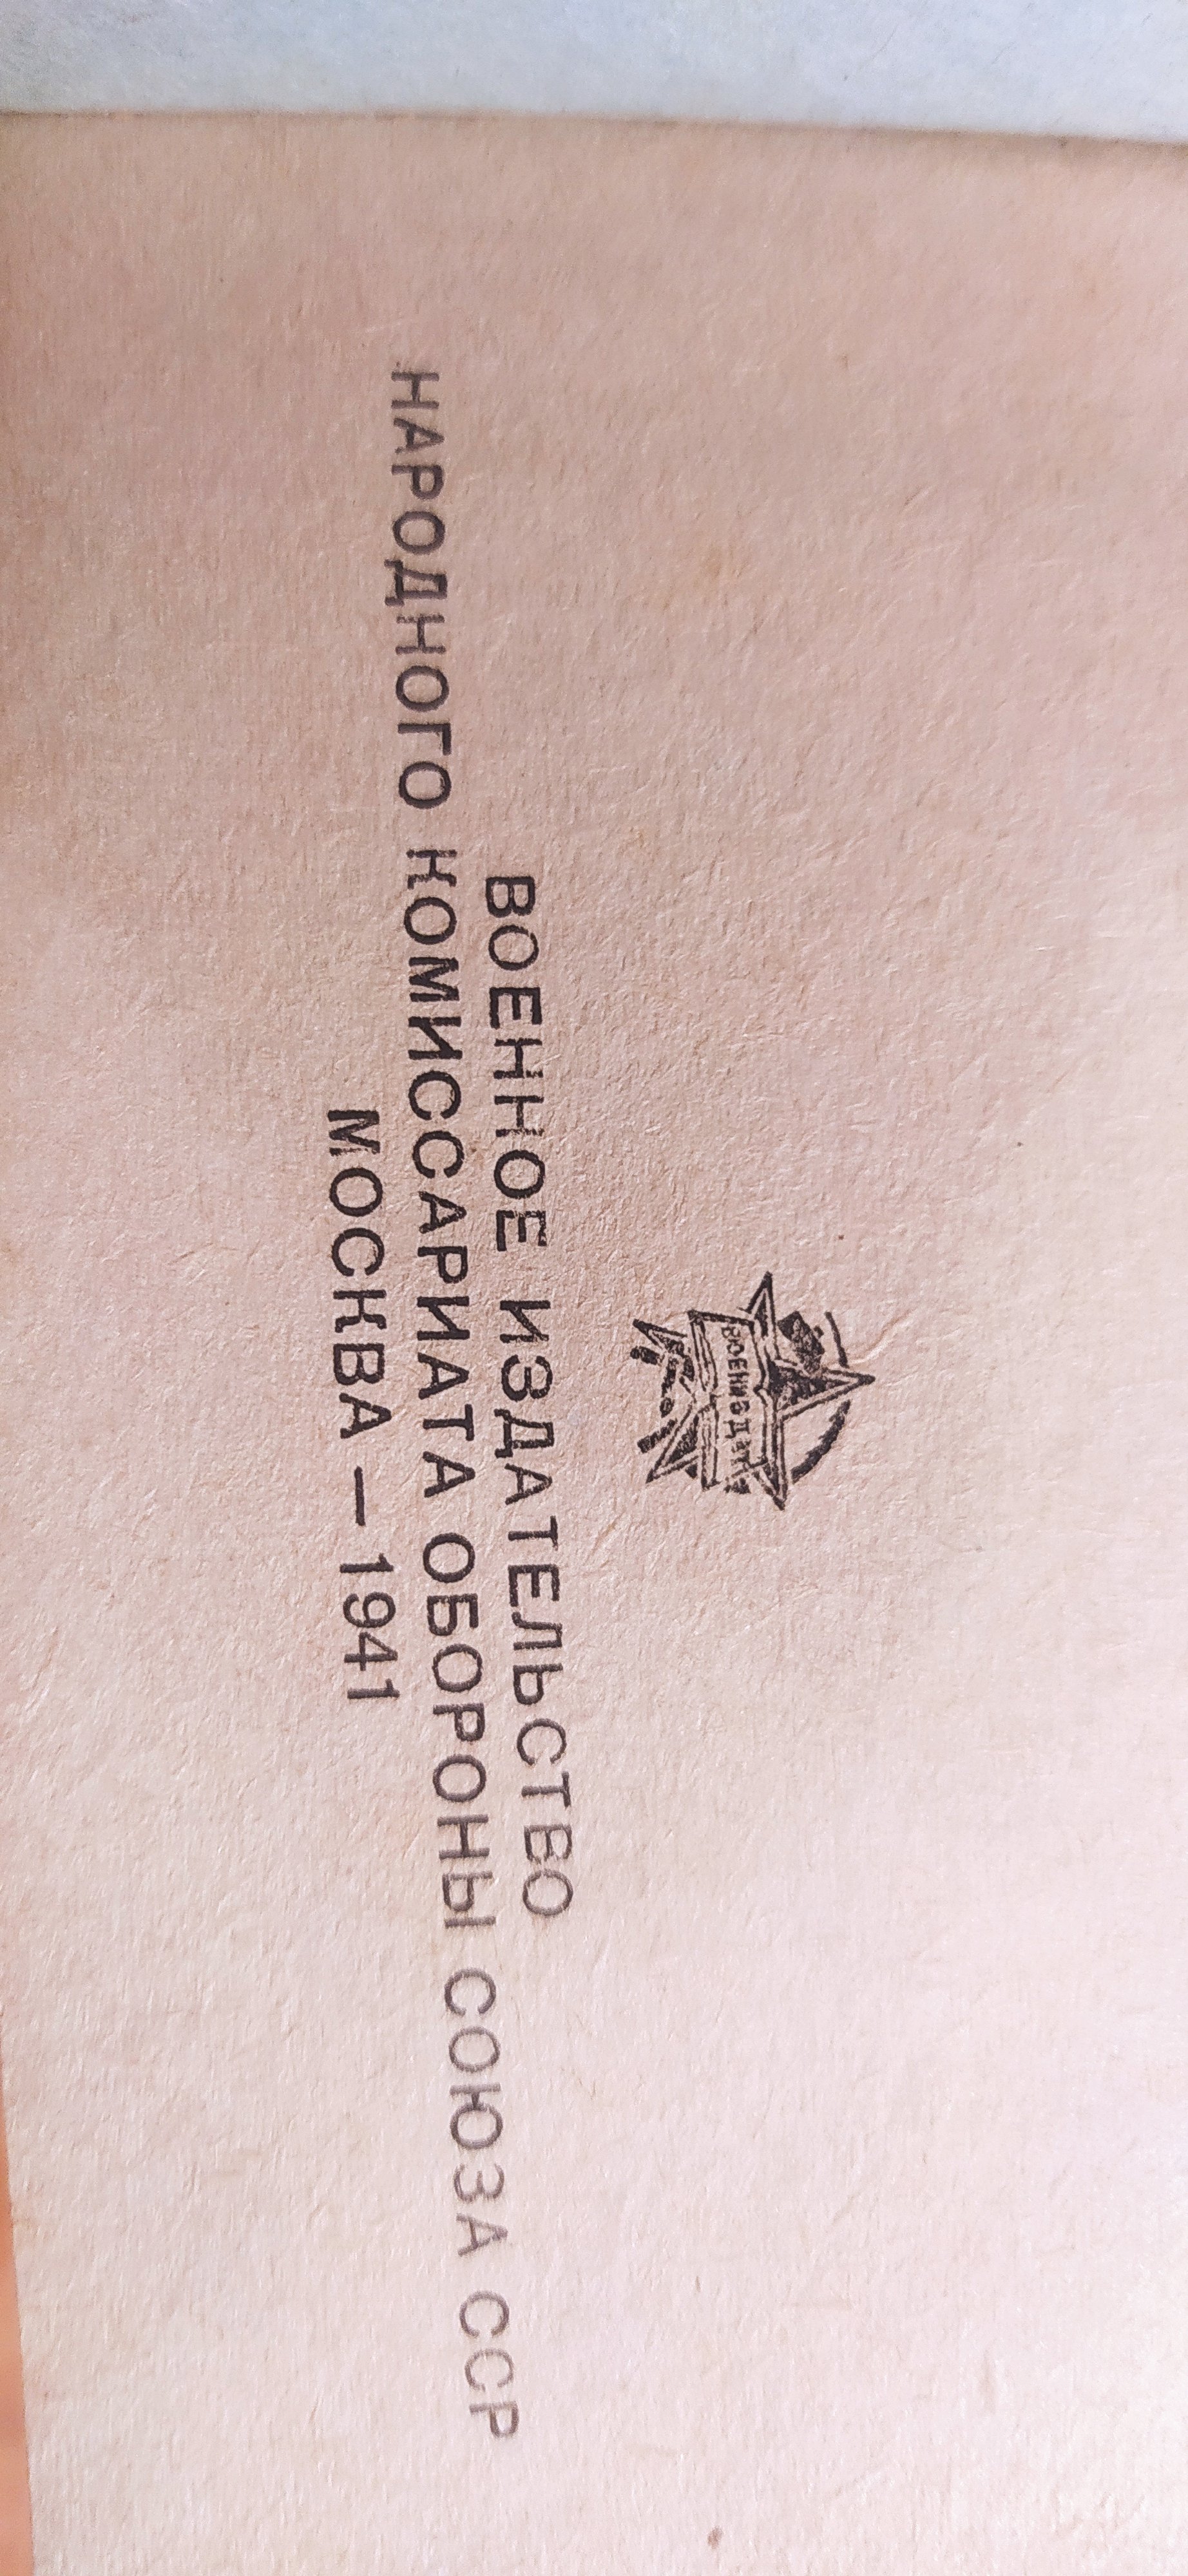 ВОЕНИЗДАТ
ВОЕННОЕ ИЗДАТЕЛЬСТВО
НАРОДНОГО КОМИССАРИАТА ОБОРОНЫ СОЮЗА ССР
МОСКВА — 1941